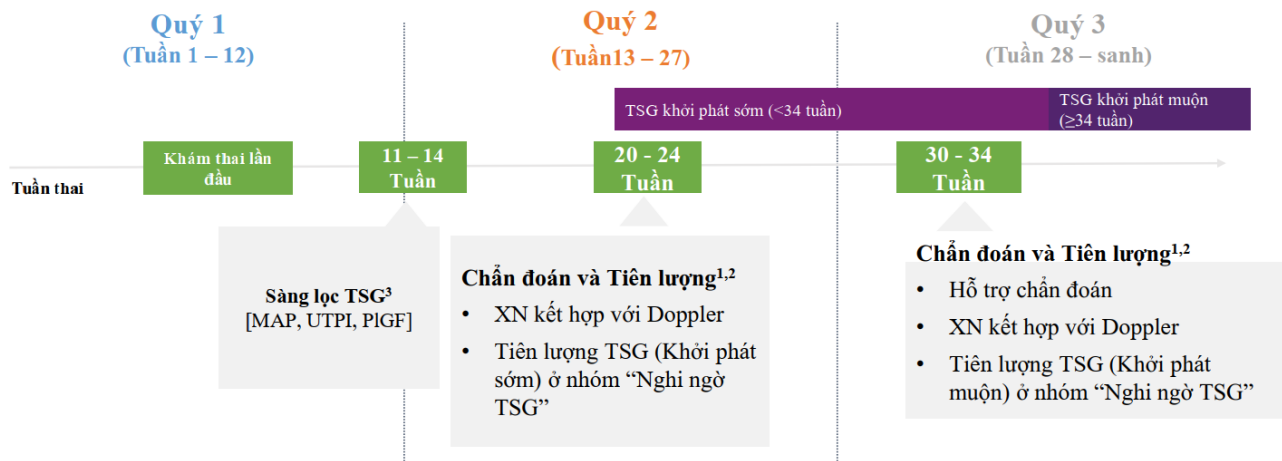 Quý 1
(Tuần 1 – 12)
Quý 2
(Tuần13 – 27)
Quý 3
(Tuần 28 – sanh)
TSG khởi phát sớm (<34 tuần)
TSG khởi phát muộn
(≥34 tuần)
Tuần thai
Khám thai lần
đầu
11 – 14
Tuần
20 - 24
Tuần
30 - 34
Tuần
Sàng lọc TSG³
[MAP, UTPI, PlGF]
Chẩn đoán và Tiên lượng¹,²
• XN kết hợp với Doppler
• Tiên lượng TSG (Khởi phát
sớm) ở nhóm “Nghi ngờ
TSG”
Chẩn đoán và Tiên lượng¹,²
• Hỗ trợ chẩn đoán
• XN kết hợp với Doppler
• Tiên lượng TSG (Khởi phát
muộn) ở nhóm “Nghi ngờ TSG”